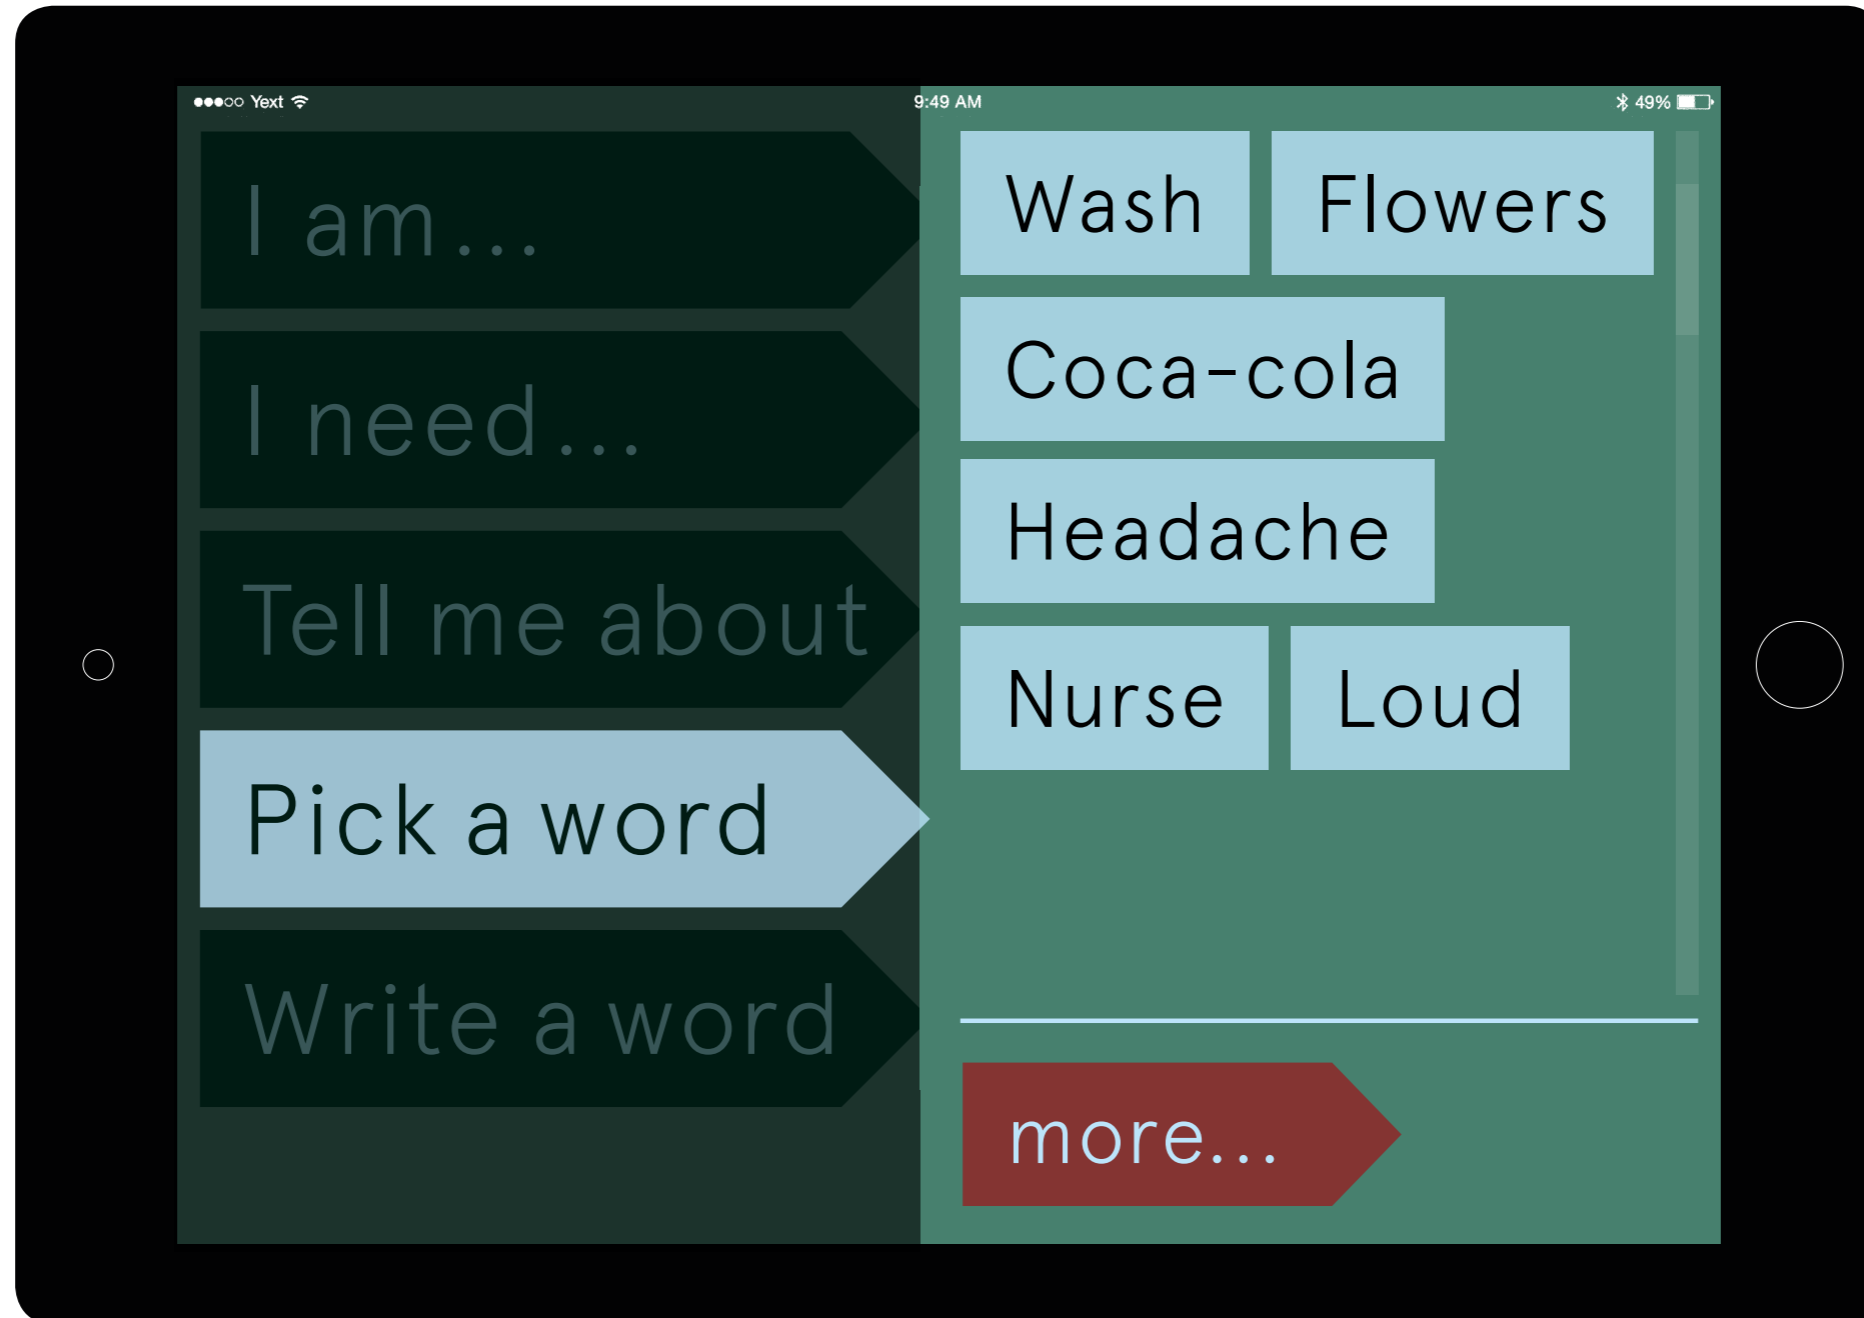 Yext 9:49 AM 49%
I am...
I need...
Tell me about
Pick a word
Write a word
Wash Flowers
Coca-cola
Headache
Nurse Loud
more...